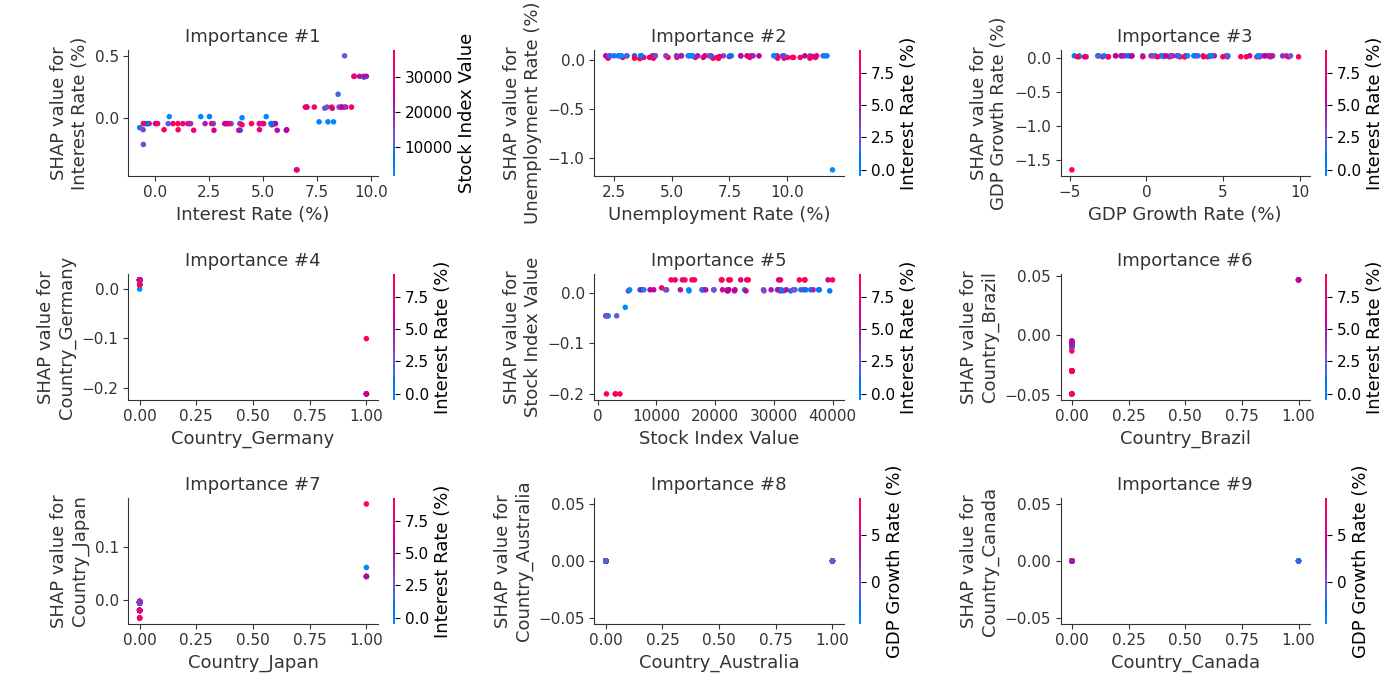 Importance #1
SHAP value for
Interest Rate (%)
0.5
0.0
0.0
2.5
5.0
7.5
10.0
Interest Rate (%)
30000
20000
10000
Stock Index Value
Importance #2
SHAP value for
Unemployment Rate (%)
0.0
−0.5
−1.0
2.5
5.0
7.5
10.0
Unemployment Rate (%)
7.5
5.0
2.5
0.0
Interest Rate (%)
Importance #3
SHAP value for
GDP Growth Rate (%)
0.0
−0.5
−1.0
−1.5
−5
0
5
10
GDP Growth Rate (%)
7.5
5.0
2.5
0.0
Interest Rate (%)
Importance #4
SHAP value for
Country_Germany
0.0
−0.1
−0.2
0.00
0.25
0.50
0.75
1.00
Country_Germany
7.5
5.0
2.5
0.0
Interest Rate (%)
Importance #5
SHAP value for
Stock Index Value
0.0
−0.1
−0.2
0
10000
20000
30000
40000
Stock Index Value
7.5
5.0
2.5
0.0
Interest Rate (%)
Importance #6
SHAP value for
Country_Brazil
0.05
0.00
−0.05
0.00
0.25
0.50
0.75
1.00
Country_Brazil
7.5
5.0
2.5
0.0
Interest Rate (%)
Importance #7
SHAP value for
Country_Japan
0.1
0.0
0.00
0.25
0.50
0.75
1.00
Country_Japan
7.5
5.0
2.5
0.0
Interest Rate (%)
Importance #8
SHAP value for
Country_Australia
0.05
0.00
−0.05
0.00
0.25
0.50
0.75
1.00
Country_Australia
5
0
GDP Growth Rate (%)
Importance #9
SHAP value for
Country_Canada
0.05
0.00
−0.05
0.00
0.25
0.50
0.75
1.00
Country_Canada
5
0
GDP Growth Rate (%)